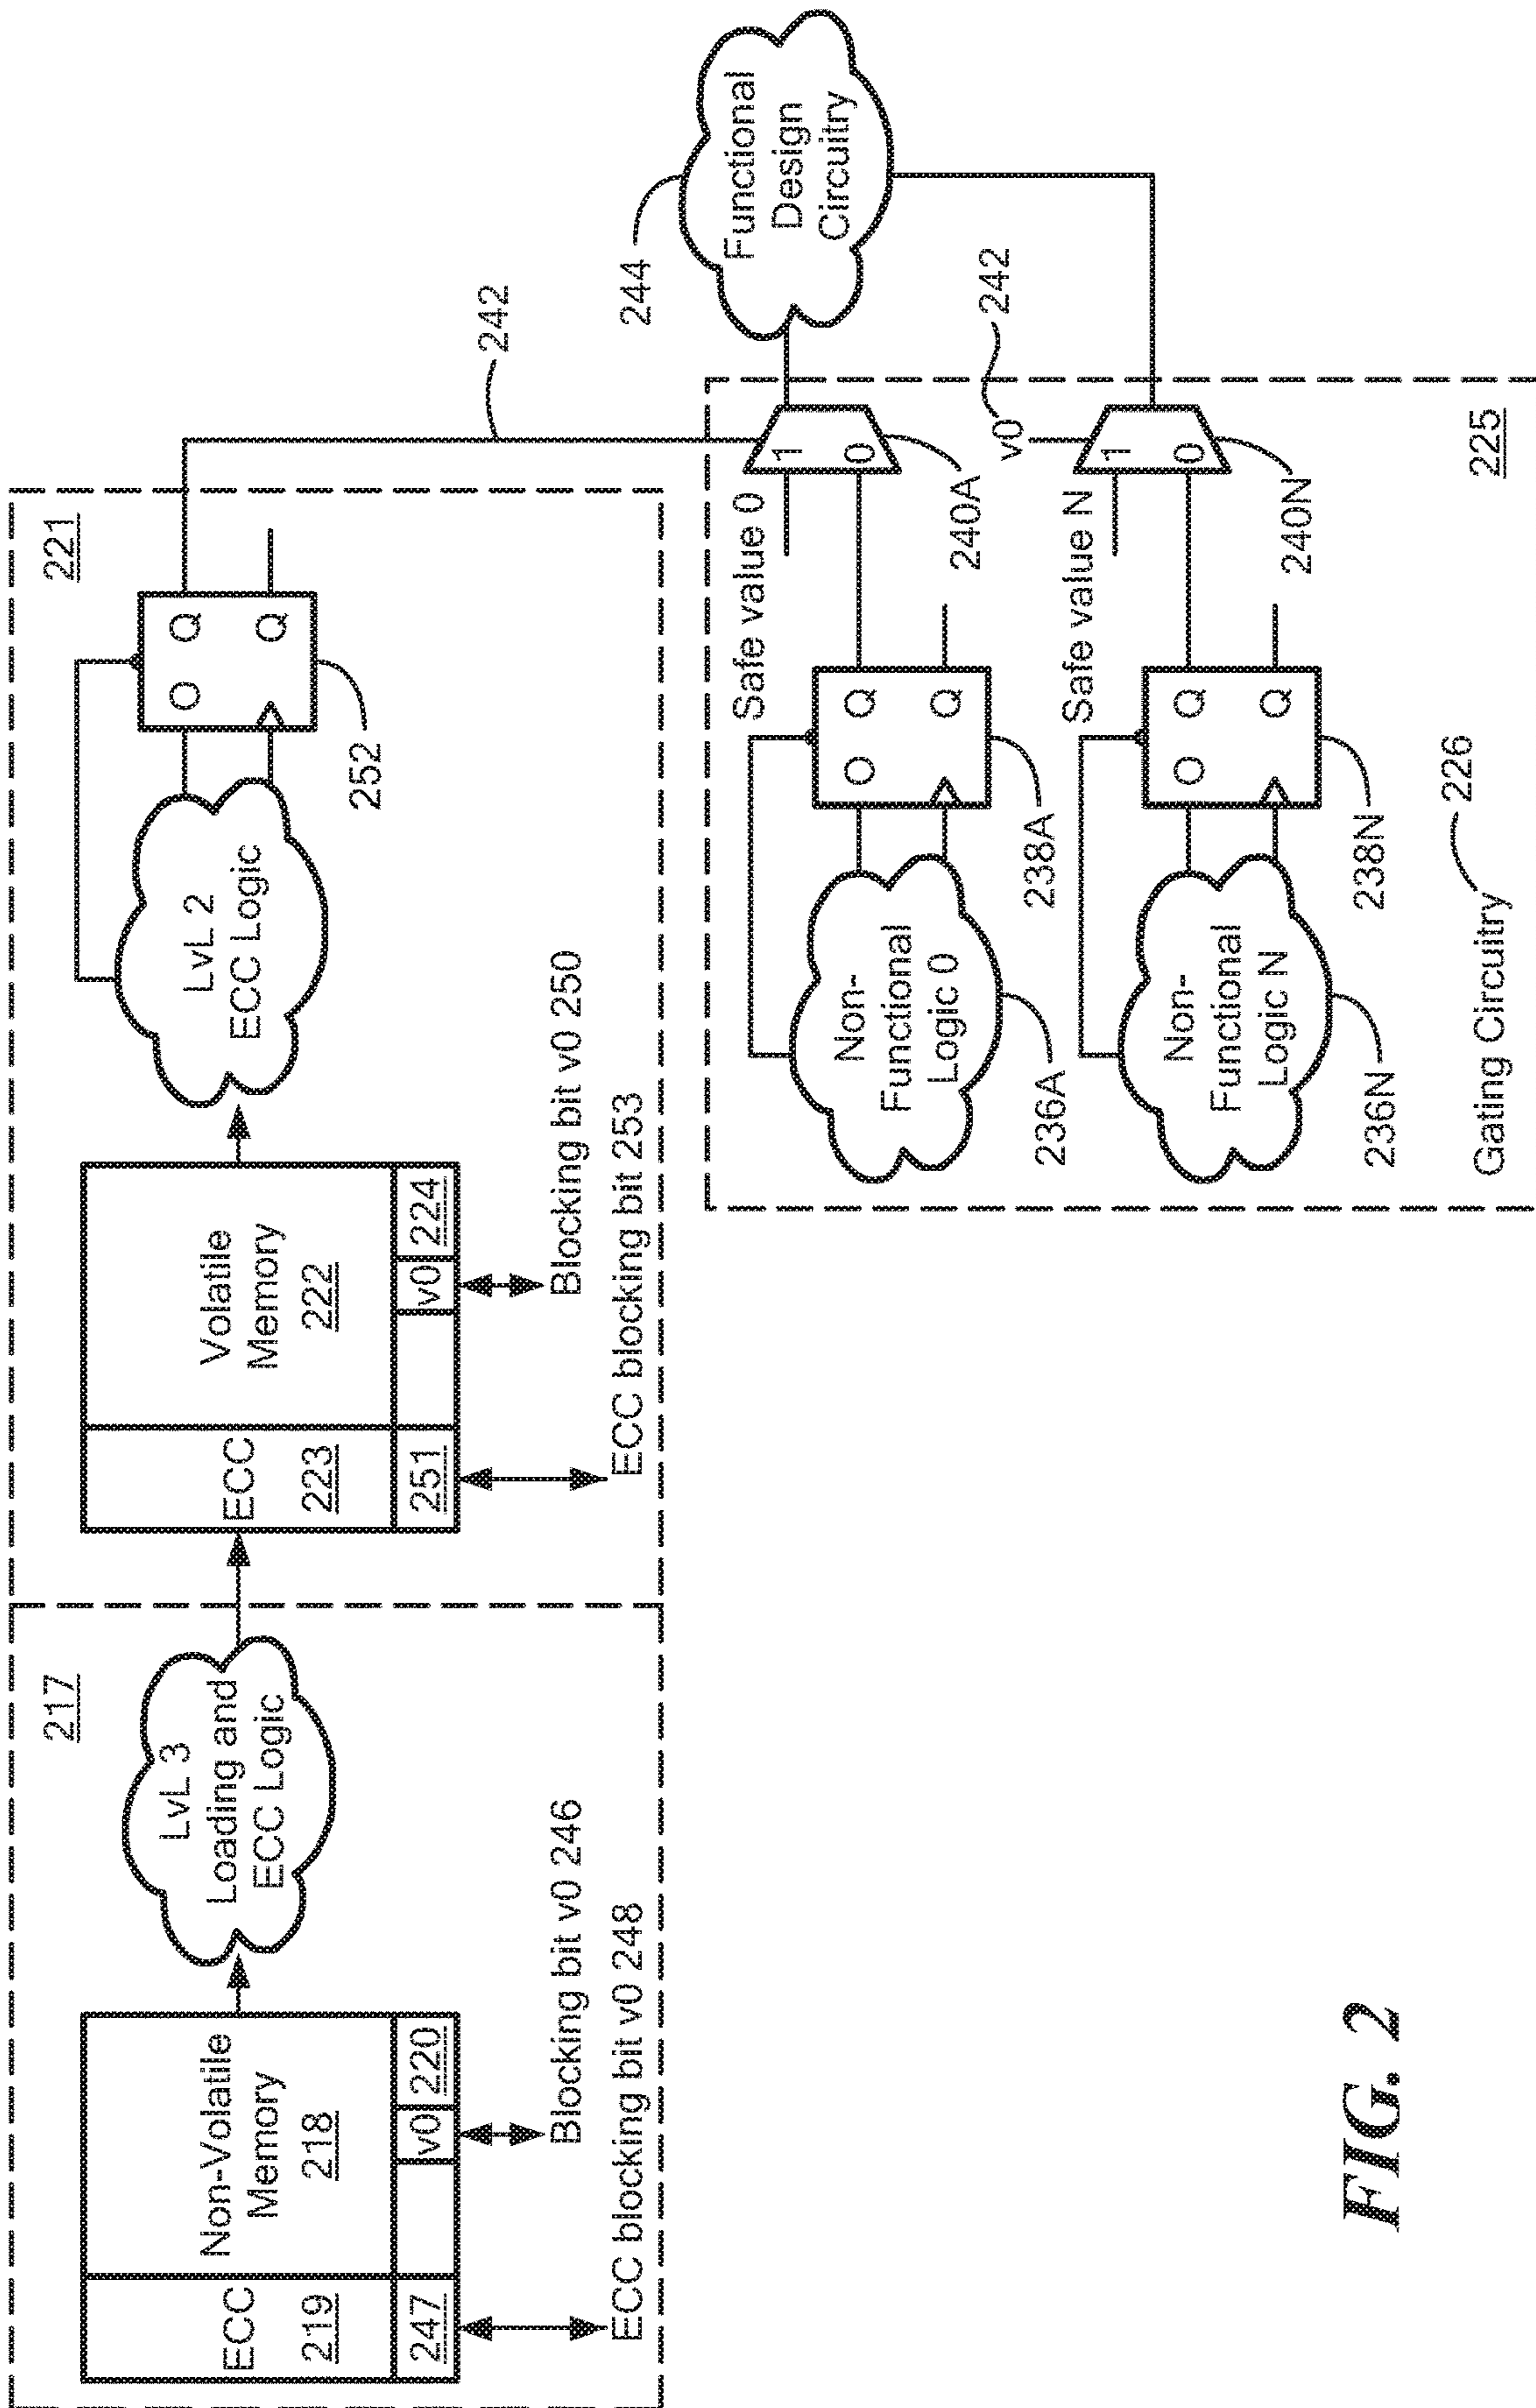 217
ECC
219
Non-Volatile
Memory
218
247
v0
220
Blocking bit v0 246
ECC blocking bit v0 248
LvL 3
Loading and
ECC Logic
221
ECC
223
Volatile
Memory
222
251
v0
224
Blocking bit v0 250
ECC blocking bit 253
LvL 2
ECC Logic
O
Q
Q
252
242
244
Functional
Design
Circuitry
Safe value 0
1
0
240A
Non-
Functional
Logic 0
236A
O
Q
Q
238A
v0
242
Safe value N
1
0
240N
Non-
Functional
Logic N
236N
O
Q
Q
238N
Gating Circuitry
226
225
FIG. 2